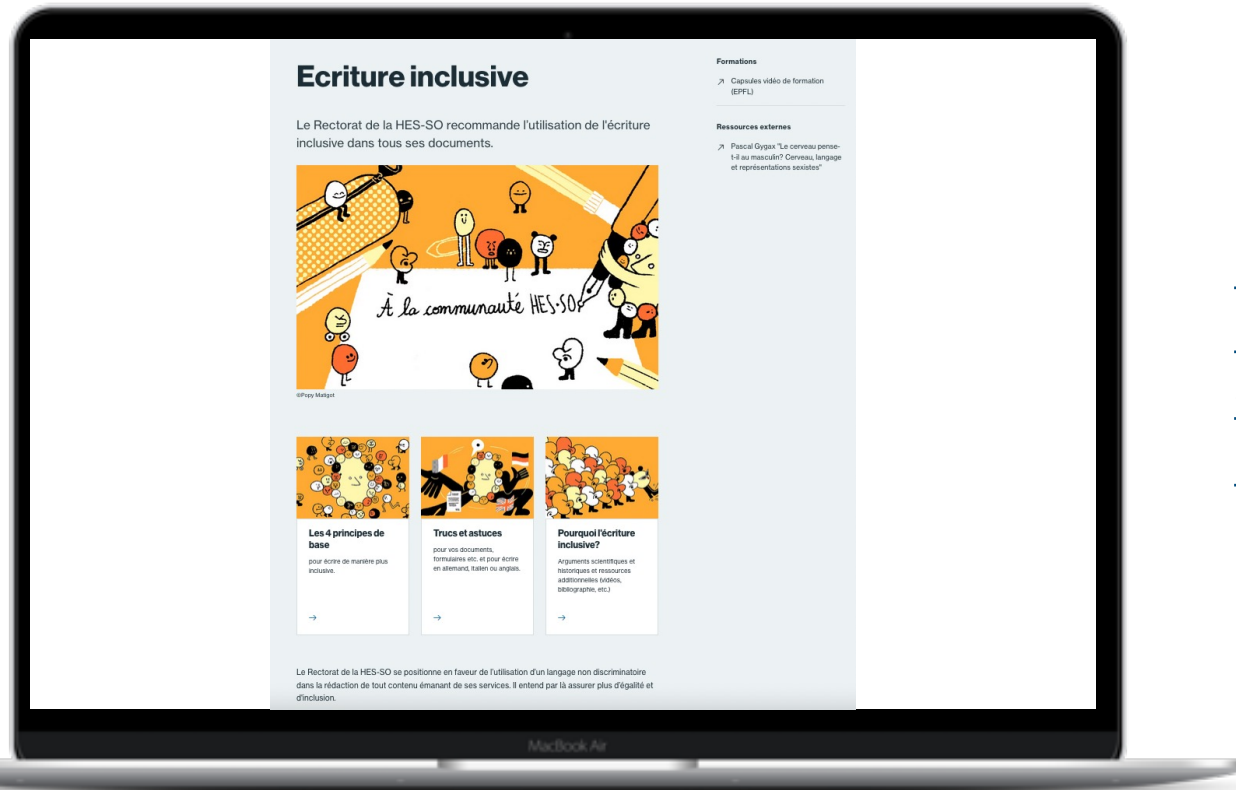 Ecriture inclusive
Le Rectorat de la HES-SO recommande l'utilisation de l'écriture
inclusive dans tous ses documents.
À la communauté HES·SO
©Popy Matigot
Les 4 principes de
base
pour écrire de manière plus
inclusive.
Trucs et astuces
pour vos documents,
formulaires etc. et pour écrire
en allemand, italien ou anglais.
Pourquoi l'écriture
inclusive?
Arguments scientifiques et
historiques et ressources
additionnelles (vidéos,
bibliographie, etc.)
Le Rectorat de la HES-SO se positionne en faveur de l'utilisation d'un langage non discriminatoire
dans la rédaction de tout contenu émanant de ses services. Il entend par là assurer plus d'égalité et
d'inclusion.
Formations
Capsules vidéo de formation
(EPFL)
Ressources externes
Pascal Gygax "Le cerveau pense-
t-il au masculin? Cerveau, langage
et représentations sexistes"
MacBook Air